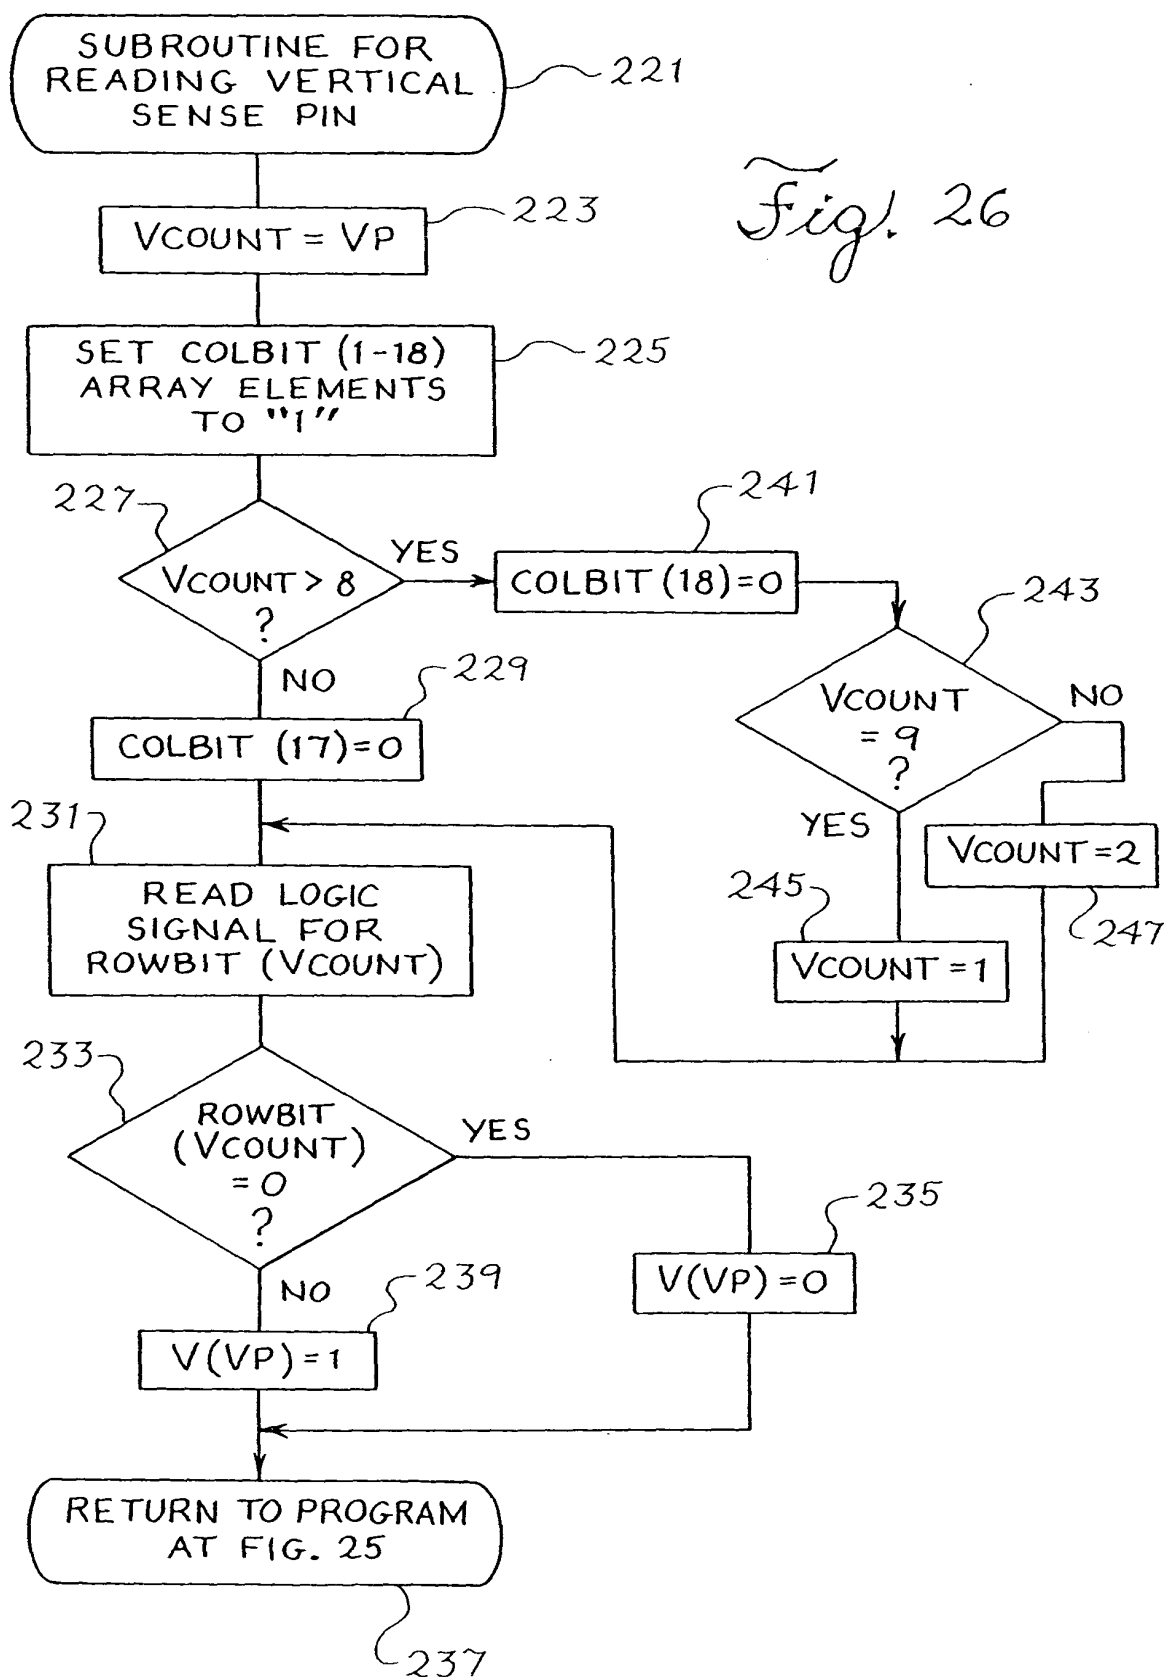 SUBROUTINE FOR
READING VERTICAL
SENSE PIN
221
Fig. 26
VCOUNT = VP
223
SET COLBIT (1-18)
ARRAY ELEMENTS
TO "1"
225
227
VCOUNT > 8
?
YES
NO
241
COLBIT (18)=0
243
VCOUNT
= 9
?
NO
YES
229
COLBIT (17)=0
231
READ LOGIC
SIGNAL FOR
ROWBIT (VCOUNT)
VCOUNT=2
247
245
VCOUNT=1
233
ROWBIT
(VCOUNT)
= 0
?
YES
NO
235
V(VP)=0
239
V(VP)=1
RETURN TO PROGRAM
AT FIG. 25
237